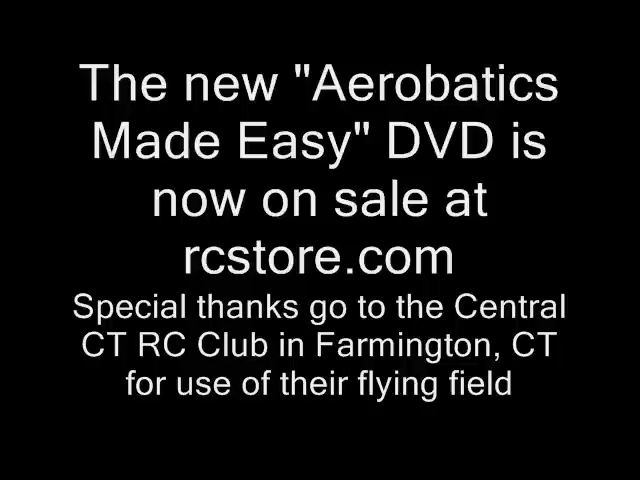 The new "Aerobatics
Made Easy" DVD is
now on sale at
rcstore.com
Special thanks go to the Central
CT RC Club in Farmington, CT
for use of their flying field